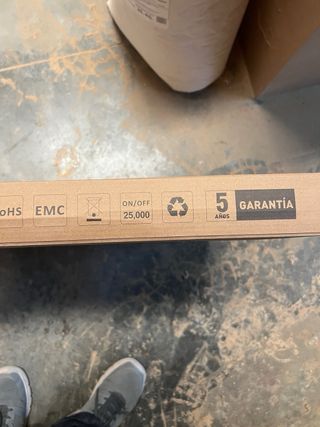 oHS
EMC
ON/OFF
25,000
5
AÑOS
GARANTÍA